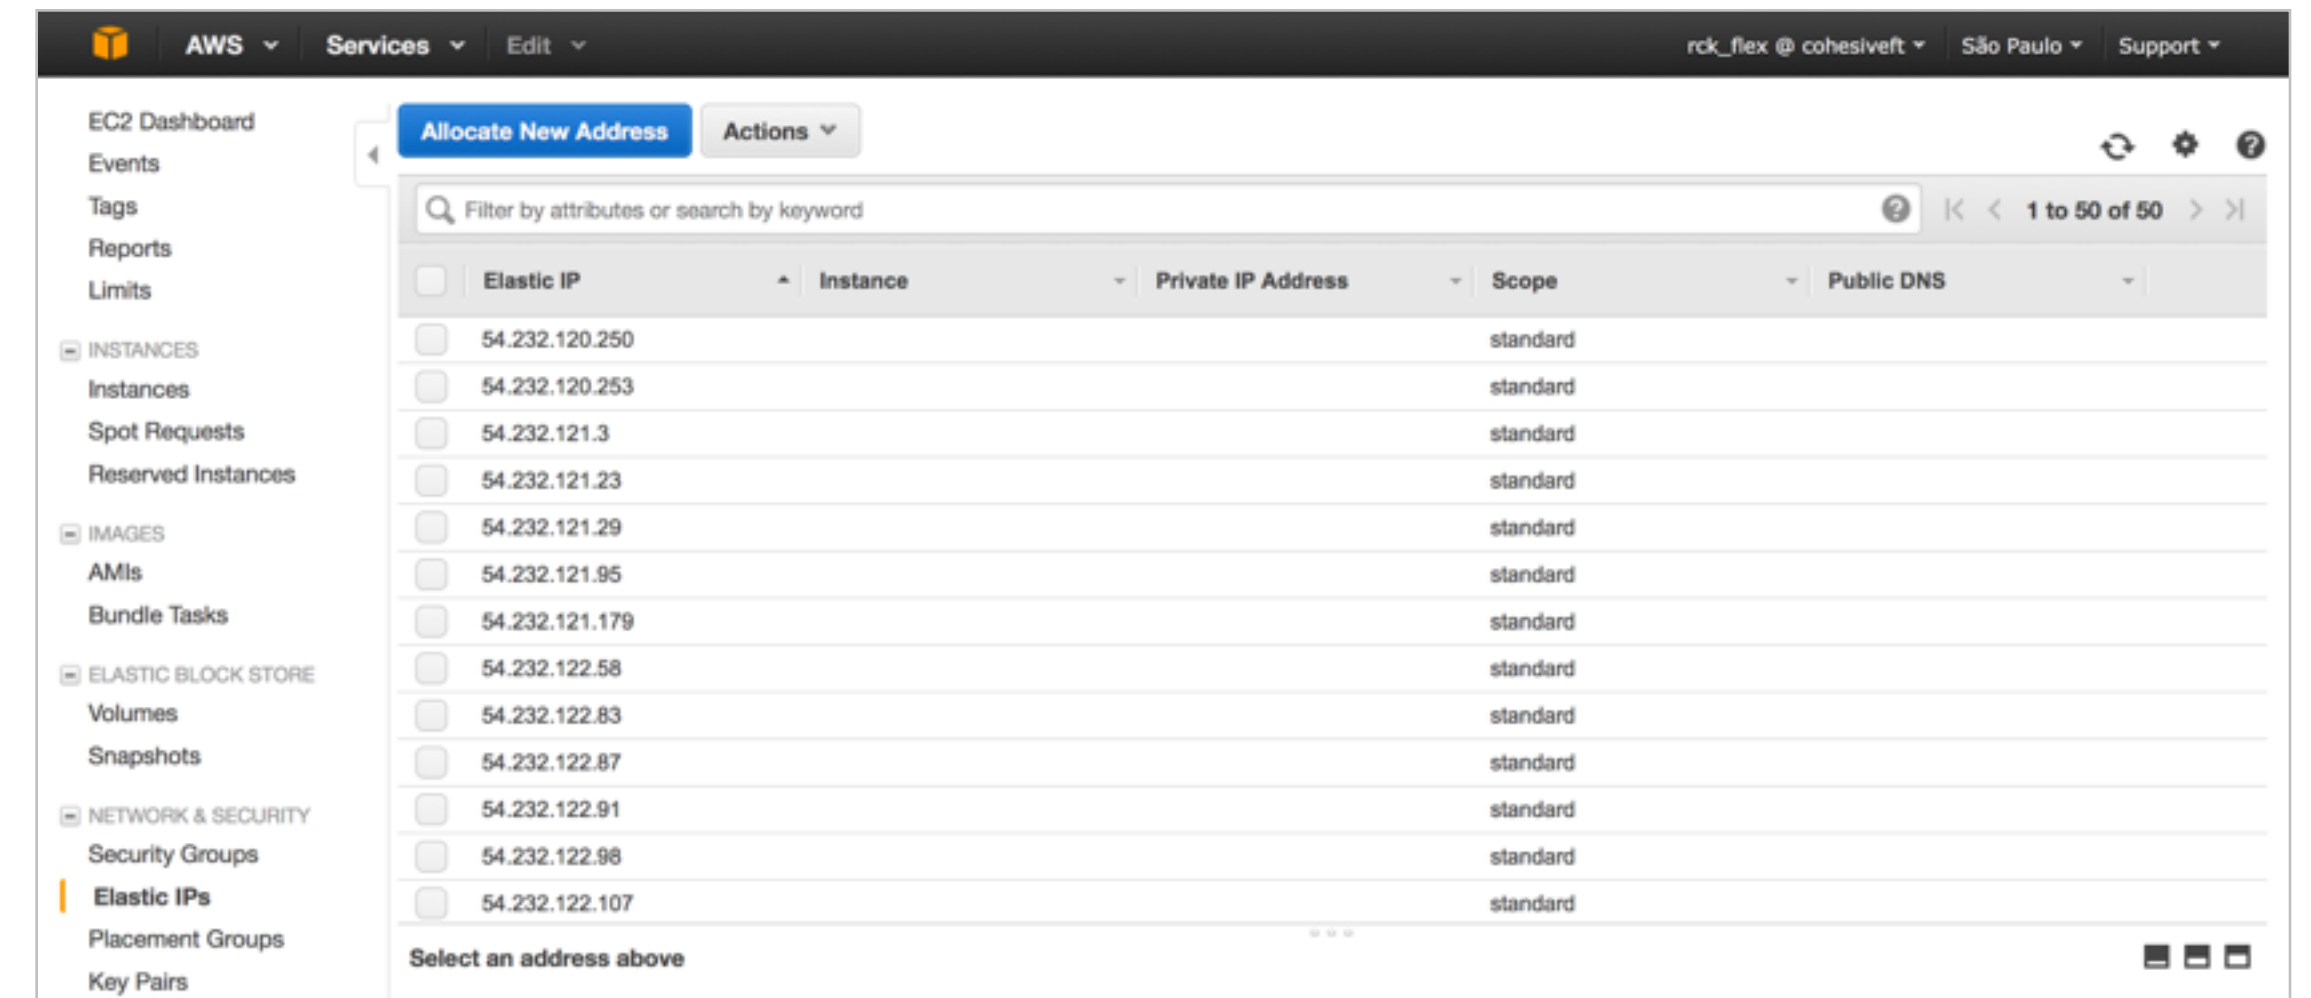 AWS Services Edit rck_flex @ cohesiveft São Paulo Support
EC2 Dashboard
Events
Tags
Reports
Limits
INSTANCES
Instances
Spot Requests
Reserved Instances
IMAGES
AMIs
Bundle Tasks
ELASTIC BLOCK STORE
Volumes
Snapshots
NETWORK & SECURITY
Security Groups
Elastic IPs
Placement Groups
Key Pairs
Allocate New Address Actions
Filter by attributes or search by keyword 1 to 50 of 50
Elastic IP Instance Private IP Address Scope Public DNS
54.232.120.250 standard
54.232.120.253 standard
54.232.121.3 standard
54.232.121.23 standard
54.232.121.29 standard
54.232.121.95 standard
54.232.121.179 standard
54.232.122.58 standard
54.232.122.83 standard
54.232.122.87 standard
54.232.122.91 standard
54.232.122.98 standard
54.232.122.107 standard
Select an address above